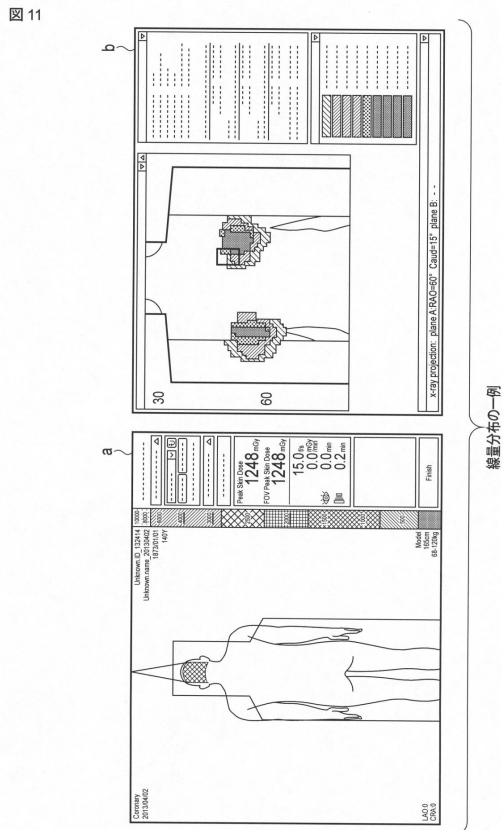 図 11
a
Coronary
2013/04/02
Unknown.ID_132414
Unknown.name_20130402
1873/01/01
140Y
10000
8000
Peak Skin Dose
1248 mGy
FOV Peak Skin Dose
1248 mGy
15.0 f/s
0.0 mGy
0.0 min
0.2 min
Finish
Model
165cm
68-120kg
LAO:0
CRA:0
b
30
60
x-ray projection: plane A:RAO=60° Caud=15° plane B: - -
線量分布の一例